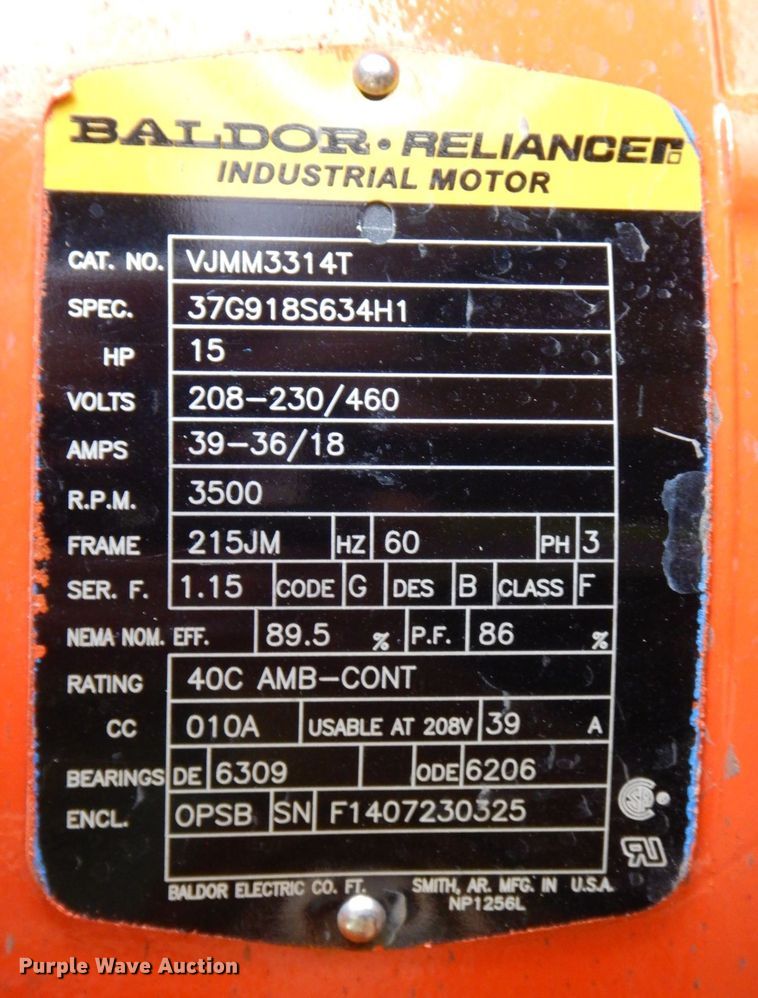 BALDOR • RELIANCER
INDUSTRIAL MOTOR
CAT. NO. VJMM3314T
SPEC. 37G918S634H1
HP 15
VOLTS 208-230/460
AMPS 39-36/18
R.P.M. 3500
FRAME 215JM HZ 60 PH 3
SER. F. 1.15 CODE G DES B CLASS F
NEMA NOM. EFF. 89.5 % P.F. 86 %
RATING 40C AMB-CONT
CC 010A USABLE AT 208V 39 A
BEARINGS DE 6309 ODE 6206
ENCL. OPSB SN F1407230325
BALDOR ELECTRIC CO. FT. SMITH, AR. MFG. IN U.S.A.
NP1256L
Purple Wave Auction